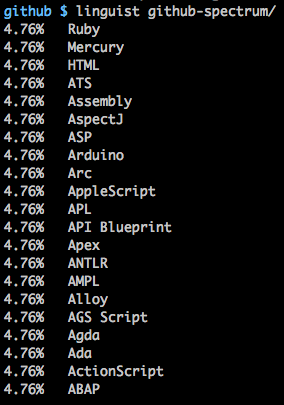 github $ linguist github-spectrum/
4.76% Ruby
4.76% Mercury
4.76% HTML
4.76% ATS
4.76% Assembly
4.76% AspectJ
4.76% ASP
4.76% Arduino
4.76% Arc
4.76% AppleScript
4.76% APL
4.76% API Blueprint
4.76% Apex
4.76% ANTLR
4.76% AMPL
4.76% Alloy
4.76% AGS Script
4.76% Agda
4.76% Ada
4.76% ActionScript
4.76% ABAP